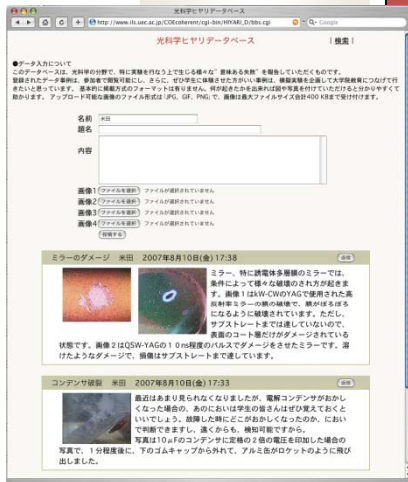 光科学ヒヤリデータベース
http://www.ils.uec.ac.jp/COEcoherent/cgi-bin/HIYARI_D/bbs.cgi
Google
光科学ヒヤリデータベース
| 検索 |
●データ入力について
このデータベースは、光科学の分野で、特に実験を行なう上で生じる様々な"意味ある失敗"を報告していただくものです。
登録されたデータ事例は、参加者で閲覧可能にし、さらに、ぜひ学生に体験させた方がいい事例は、模擬実験を企画して大学院教育につなげて行
きたいと思っています。 基本的に掲載方式のフォーマットは有りません。何が起きたかを出来れば図や写真を付けていただけると分かりやすくて
助かります。 アップロード可能な画像のファイル形式は「JPG、GIF、PNG」で、画像は最大ファイルサイズ合計400 KBまで受け付けます。
名前 米田
題名
内容
画像1 ファイルを選択 ファイルが選択されていません
画像2 ファイルを選択 ファイルが選択されていません
画像3 ファイルを選択 ファイルが選択されていません
画像4 ファイルを選択 ファイルが選択されていません
投稿する
ミラーのダメージ 米田 2007年8月10日(金) 17:38
ミラー、特に誘電体多層膜のミラーでは、
条件によって様々な破壊のされ方が起きま
す。画像1はkW-CWのYAGで使用された高
反射率ミラーの膜の破壊で、膜がぼろぼろ
になるように破壊されています。ただし、
サブストレートまでは達していないので、
表面のコート層だけがダメージされている
状態です。画像2はQSW-YAGの10ns程度のパルスでダメージをさせたミラーです。溶
けたようなダメージで、損傷はサブストレートまで達しています。
コンデンサ破裂 米田 2007年8月10日(金) 17:33
最近はあまり見られなくなりましたが、電解コンデンサがおかし
くなった場合の、あのにおいは学生の皆さんはぜひ覚えておくと
いいでしょう。故障した時にどこがおかしくなったのか、におい
で判断できますし、遠くからも、検知可能ですから。
写真は10μFのコンデンサに定格の2倍の電圧を印加した場合の
写真で、1分程度後に、下のゴムキャップから外れて、アルミ缶がロケットのように飛び
出しました。